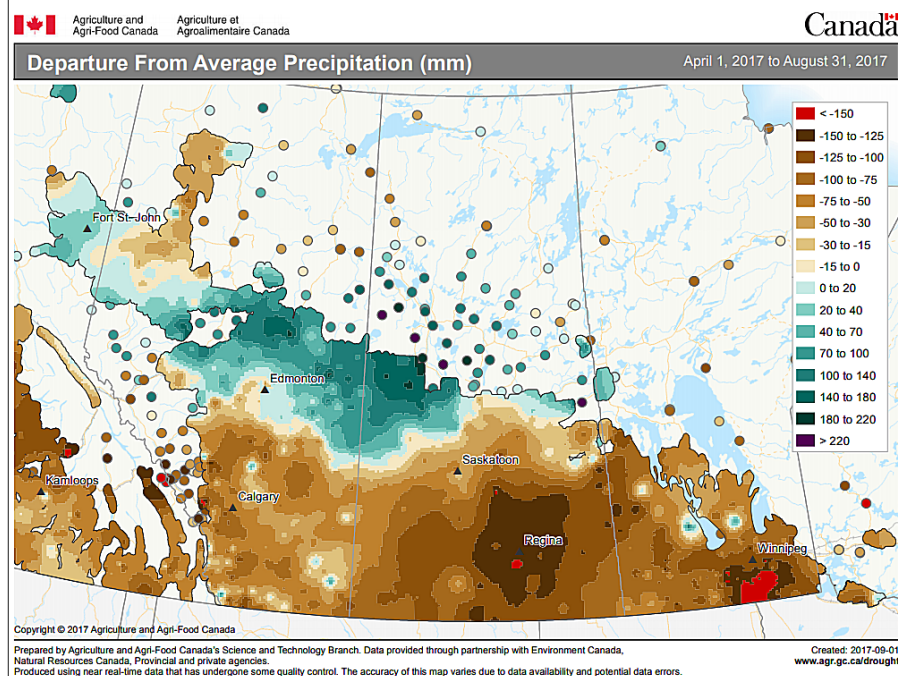 Agriculture and Agriculture et
Agri-Food Canada Agroalimentaire Canada
Canada
Departure From Average Precipitation (mm) April 1, 2017 to August 31, 2017
< -150
-150 to -125
-125 to -100
-100 to -75
-75 to -50
-50 to -30
-30 to -15
-15 to 0
0 to 20
20 to 40
40 to 70
70 to 100
100 to 140
140 to 180
180 to 220
> 220
Fort St. John
Edmonton
Saskatoon
Kamloops
Calgary
Regina
Winnipeg
Copyright © 2017 Agriculture and Agri-Food Canada
Prepared by Agriculture and Agri-Food Canada's Science and Technology Branch. Data provided through partnership with Environment Canada,
Natural Resources Canada, Provincial and private agencies.
Produced using near real-time data that has undergone some quality control. The accuracy of this map varies due to data availability and potential data errors.
Created: 2017-09-01
www.agr.gc.ca/drought